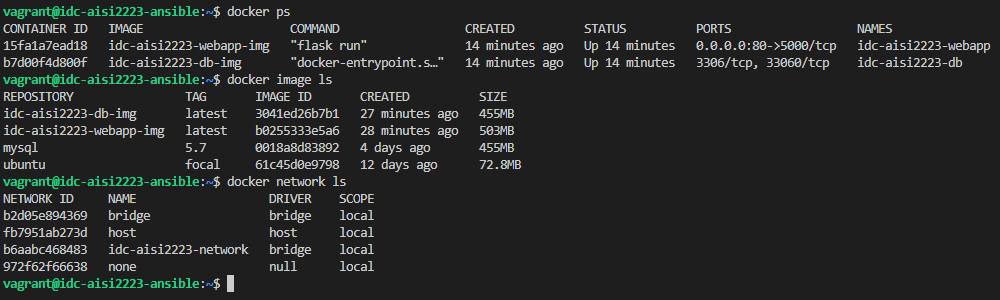 vagrant@idc-aisi2223-ansible:~$ docker ps
CONTAINER ID   IMAGE                     COMMAND                  CREATED          STATUS          PORTS                  NAMES
15fa1a7ead18   idc-aisi2223-webapp-img   "flask run"              14 minutes ago   Up 14 minutes   0.0.0.0:80->5000/tcp   idc-aisi2223-webapp
b7d00f4d800f   idc-aisi2223-db-img       "docker-entrypoint.s…"   14 minutes ago   Up 14 minutes   3306/tcp, 33060/tcp    idc-aisi2223-db
vagrant@idc-aisi2223-ansible:~$ docker image ls
REPOSITORY                TAG       IMAGE ID       CREATED          SIZE
idc-aisi2223-db-img       latest    3041ed26b7b1   27 minutes ago   455MB
idc-aisi2223-webapp-img   latest    b0255333e5a6   28 minutes ago   503MB
mysql                     5.7       0018a8d83892   4 days ago       455MB
ubuntu                    focal     61c45d0e9798   12 days ago      72.8MB
vagrant@idc-aisi2223-ansible:~$ docker network ls
NETWORK ID     NAME                   DRIVER    SCOPE
b2d05e894369   bridge                 bridge    local
fb7951ab273d   host                   host      local
b6aabc468483   idc-aisi2223-network   bridge    local
972f62f66638   none                   null      local
vagrant@idc-aisi2223-ansible:~$